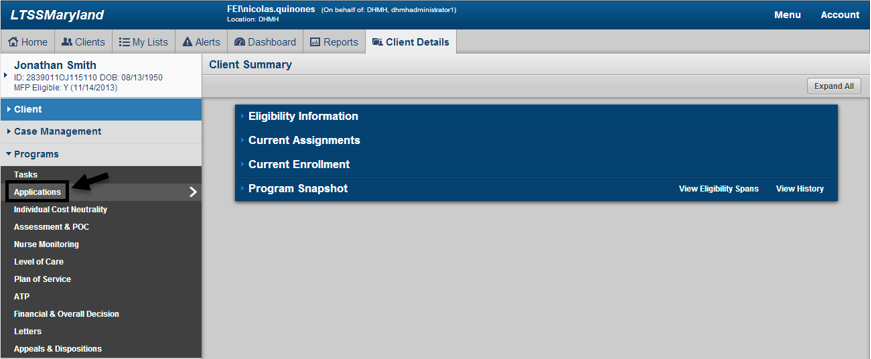 LTSSMaryland
FEI\nicolas.quinones (On behalf of: DHMH, dhmhadministrator1)
Location: DHMH
Menu Account
Home Clients My Lists Alerts Dashboard Reports Client Details
Jonathan Smith
ID: 2839011OJ115110 DOB: 08/13/1950
MFP Eligible: Y (11/14/2013)
Client
Case Management
Programs
Tasks
Applications
Individual Cost Neutrality
Assessment & POC
Nurse Monitoring
Level of Care
Plan of Service
ATP
Financial & Overall Decision
Letters
Appeals & Dispositions
Client Summary
Expand All
Eligibility Information
Current Assignments
Current Enrollment
Program Snapshot View Eligibility Spans View History